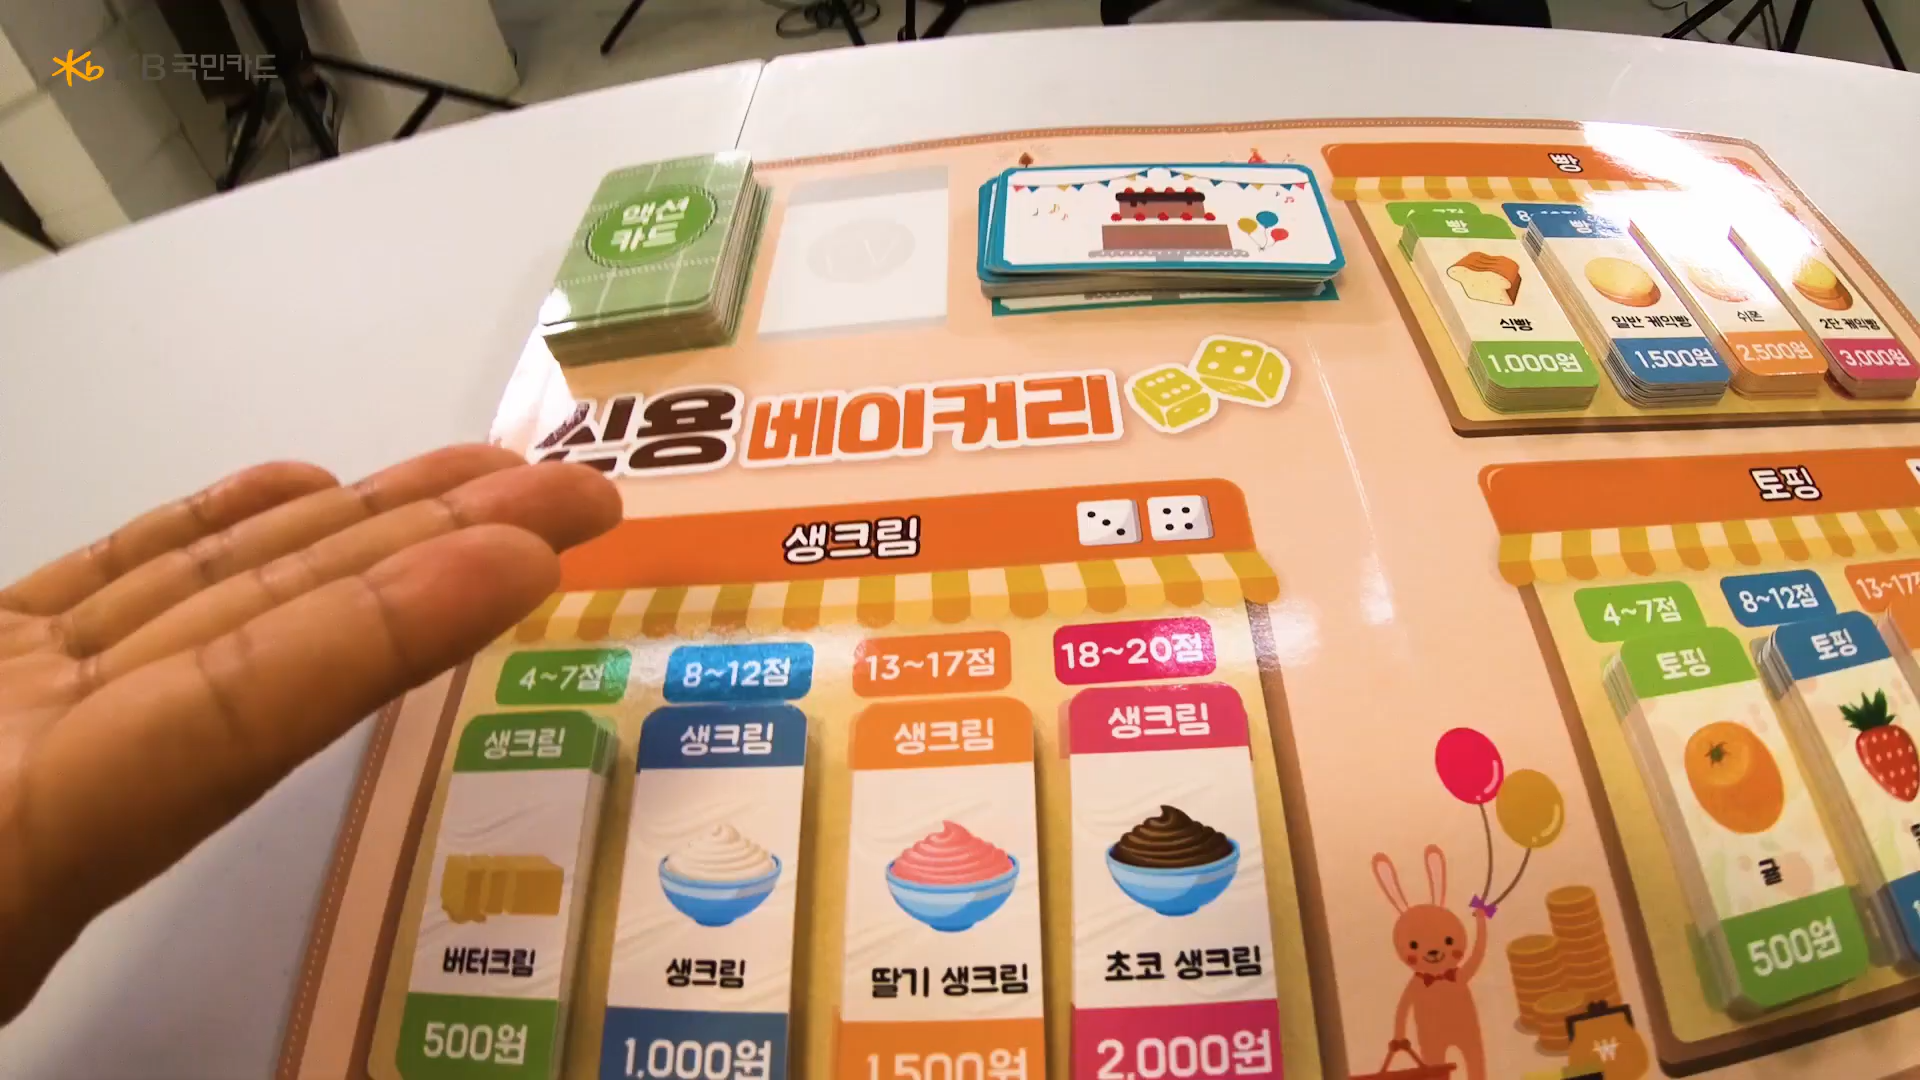 KB국민카드
액션
카드
신용 베이커리
빵
빵
빵
식빵
일반 케익빵
쉬폰
2단 케익빵
1,000원
1,500원
2,500원
3,000원
생크림
4~7점
8~12점
13~17점
18~20점
생크림
생크림
생크림
생크림
버터크림
생크림
딸기 생크림
초코 생크림
500원
1,000원
1,500원
2,000원
토핑
4~7점
8~12점
토핑
토핑
귤
500원
₩